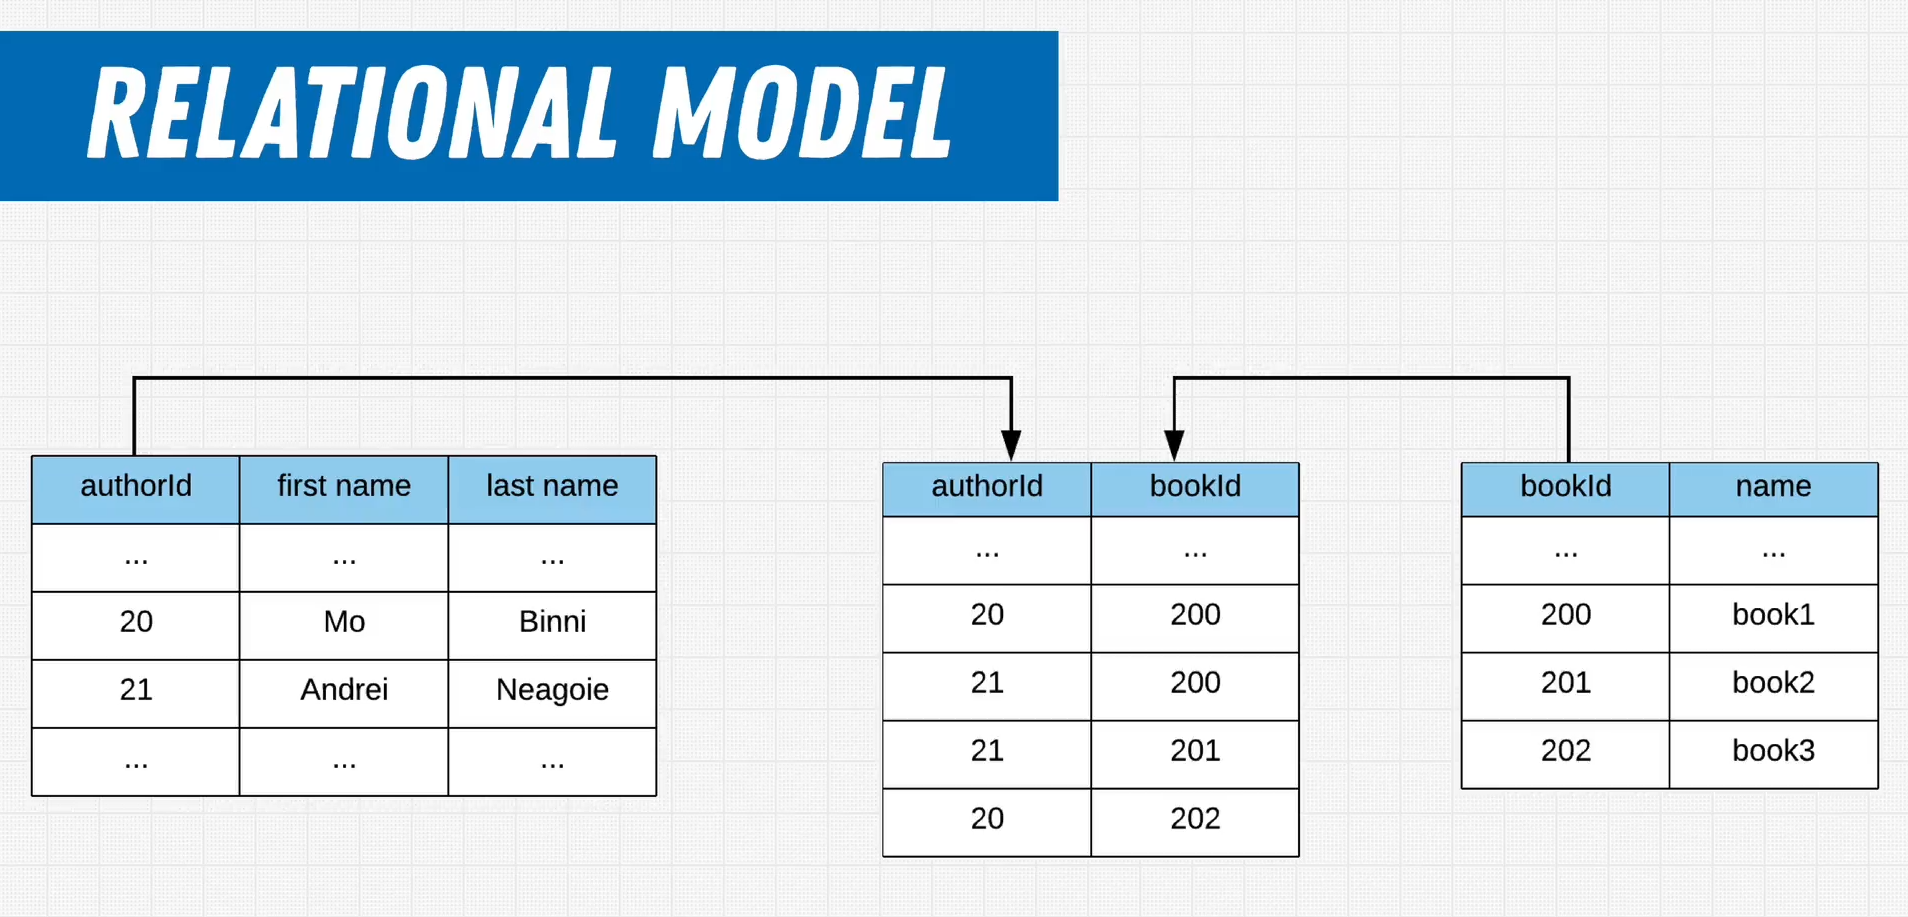 RELATIONAL MODEL
authorId first name last name
... ... ...
20 Mo Binni
21 Andrei Neagoie
... ... ...
authorId bookId
... ...
20 200
21 200
21 201
20 202
bookId name
... ...
200 book1
201 book2
202 book3